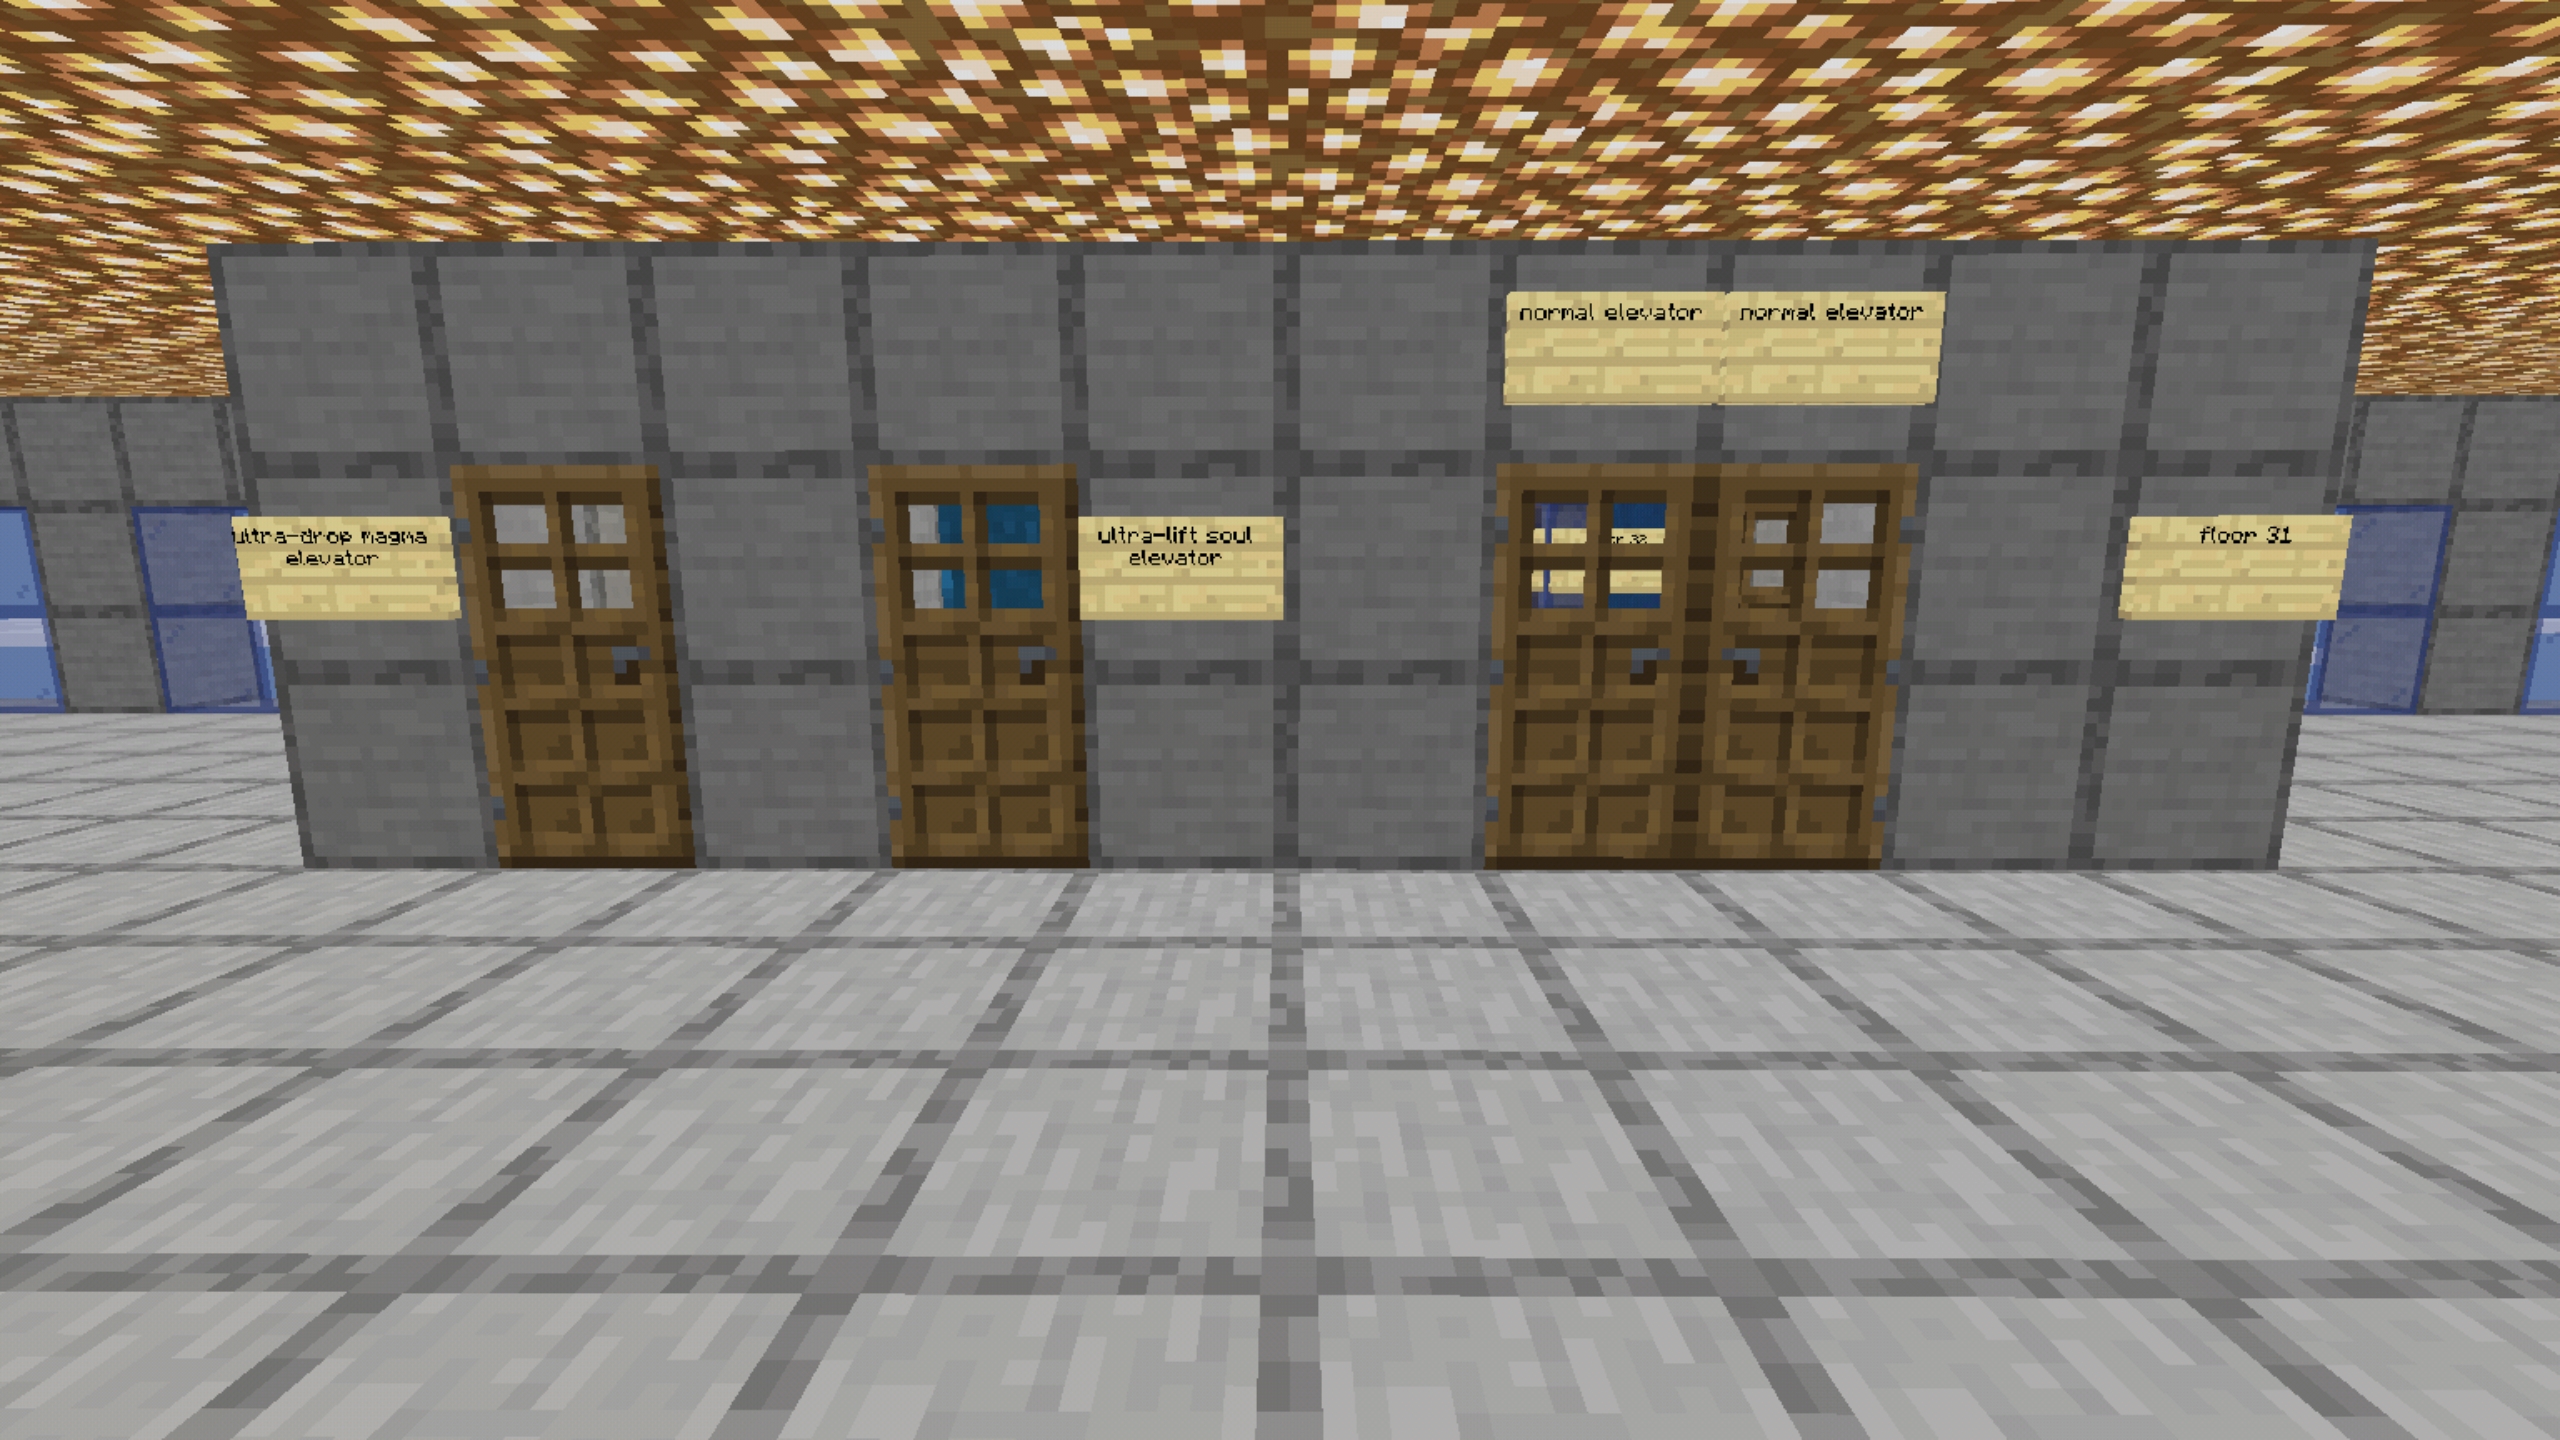 normal elevator
normal elevator
ultra-drop magma
elevator
ultra-lift soul
elevator
floor 31